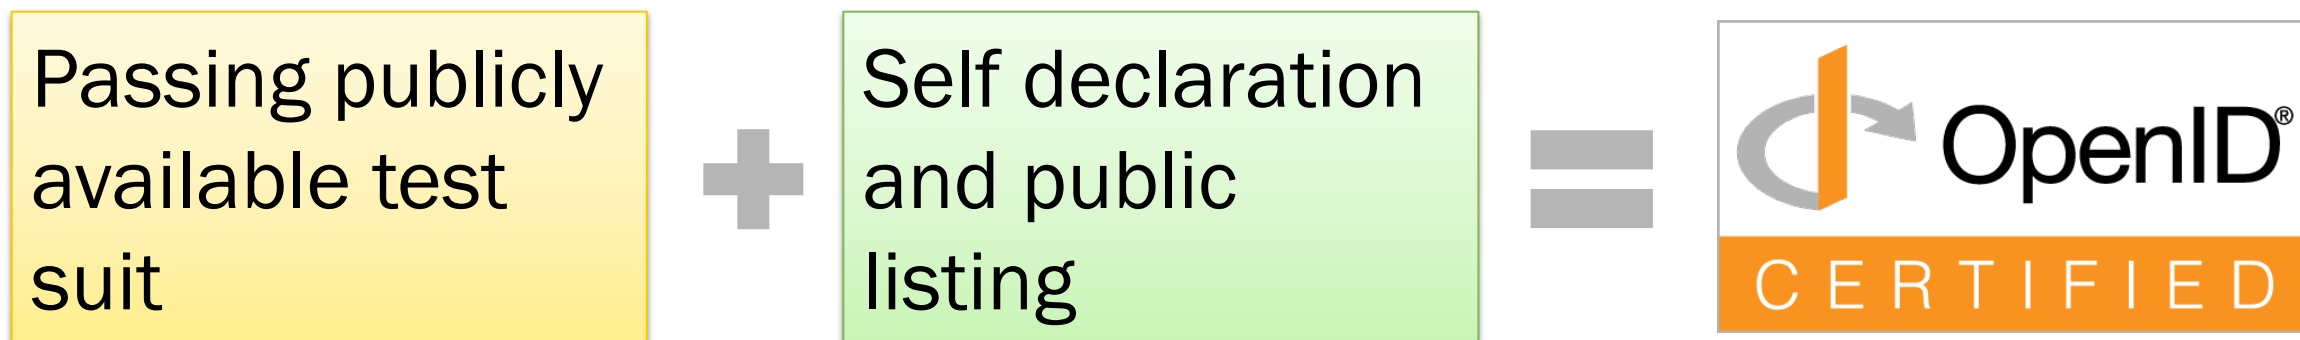 Passing publicly
available test
suit
Self declaration
and public
listing
OpenID®
CERTIFIED